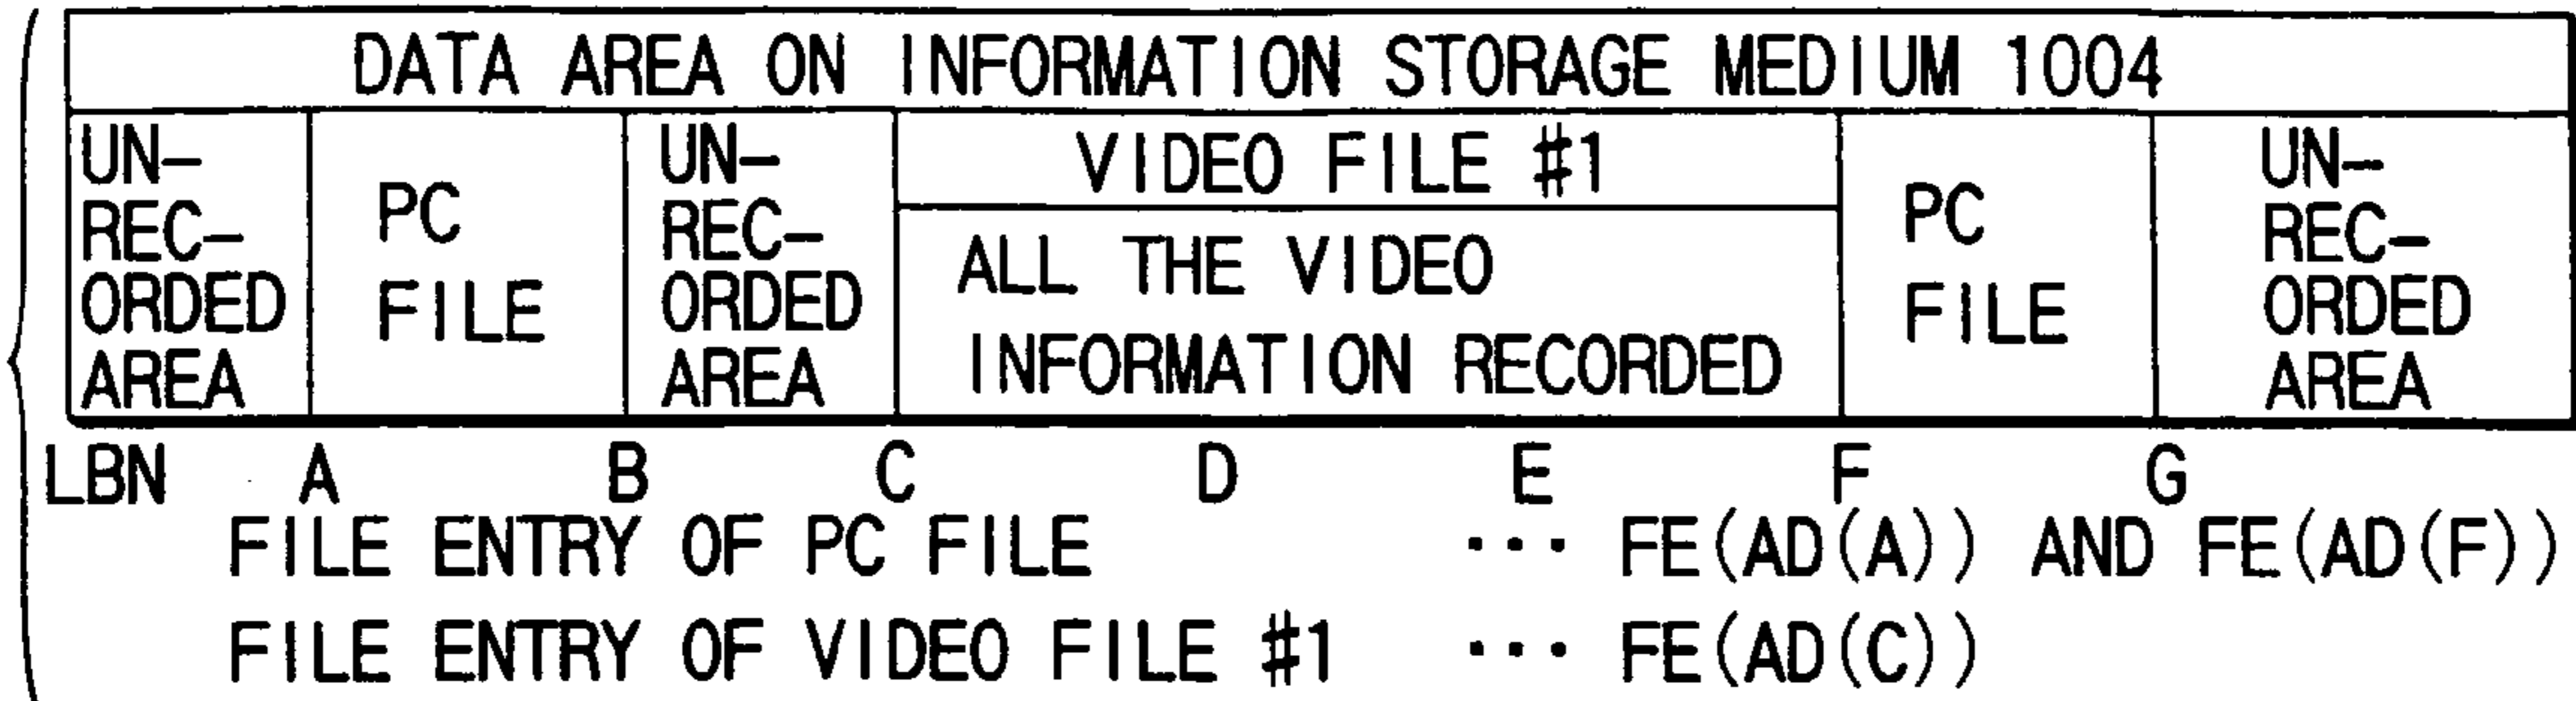 DATA AREA ON INFORMATION STORAGE MEDIUM 1004
UN-
REC-
ORDED
AREA
PC
FILE
UN-
REC-
ORDED
AREA
VIDEO FILE #1
ALL THE VIDEO
INFORMATION RECORDED
PC
FILE
UN-
REC-
ORDED
AREA
LBN A B C D E F G
FILE ENTRY OF PC FILE ··· FE(AD(A)) AND FE(AD(F))
FILE ENTRY OF VIDEO FILE #1 ··· FE(AD(C))